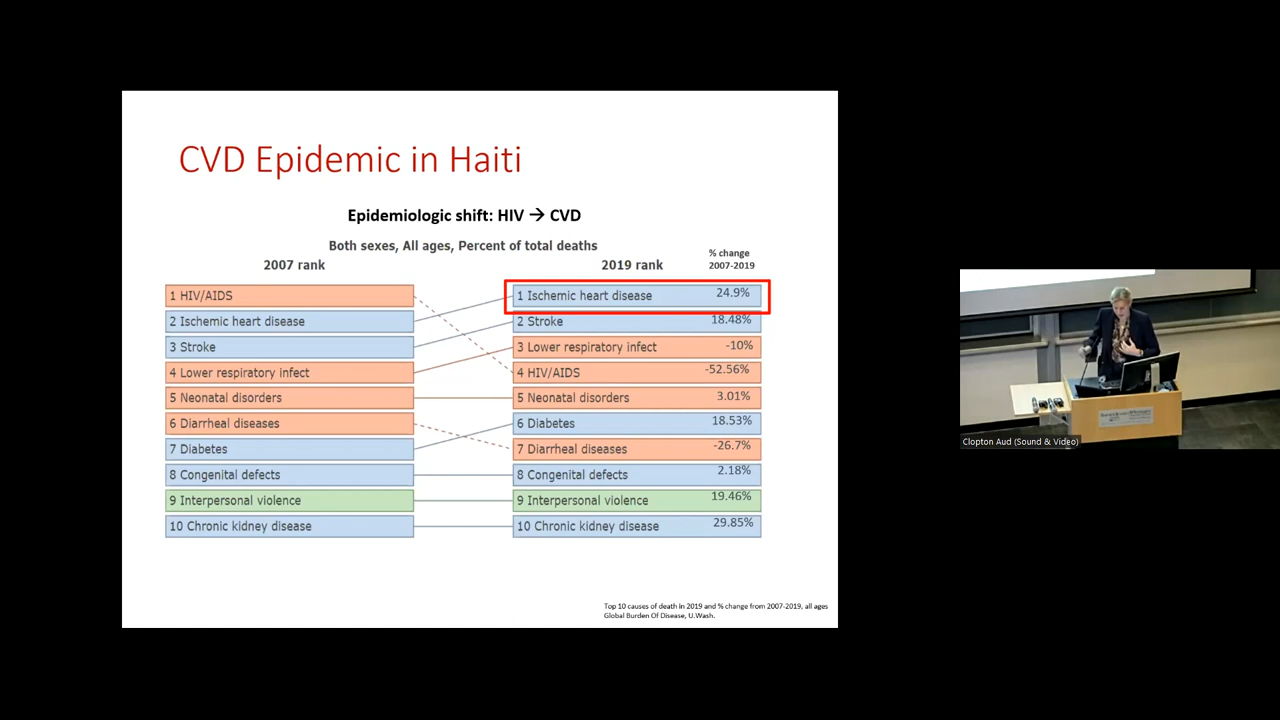 CVD Epidemic in Haiti
Epidemiologic shift: HIV → CVD
Both sexes, All ages, Percent of total deaths
2007 rank
2019 rank
% change
2007-2019
1 HIV/AIDS
2 Ischemic heart disease
3 Stroke
4 Lower respiratory infect
5 Neonatal disorders
6 Diarrheal diseases
7 Diabetes
8 Congenital defects
9 Interpersonal violence
10 Chronic kidney disease
1 Ischemic heart disease 24.9%
2 Stroke 18.48%
3 Lower respiratory infect -10%
4 HIV/AIDS -52.56%
5 Neonatal disorders 3.01%
6 Diabetes 18.53%
7 Diarrheal diseases -26.7%
8 Congenital defects 2.18%
9 Interpersonal violence 19.46%
10 Chronic kidney disease 29.85%
Top 10 causes of death in 2019 and % change from 2007-2019, all ages
Global Burden Of Disease, U.Wash.
Clopton Aud (Sound & Video)